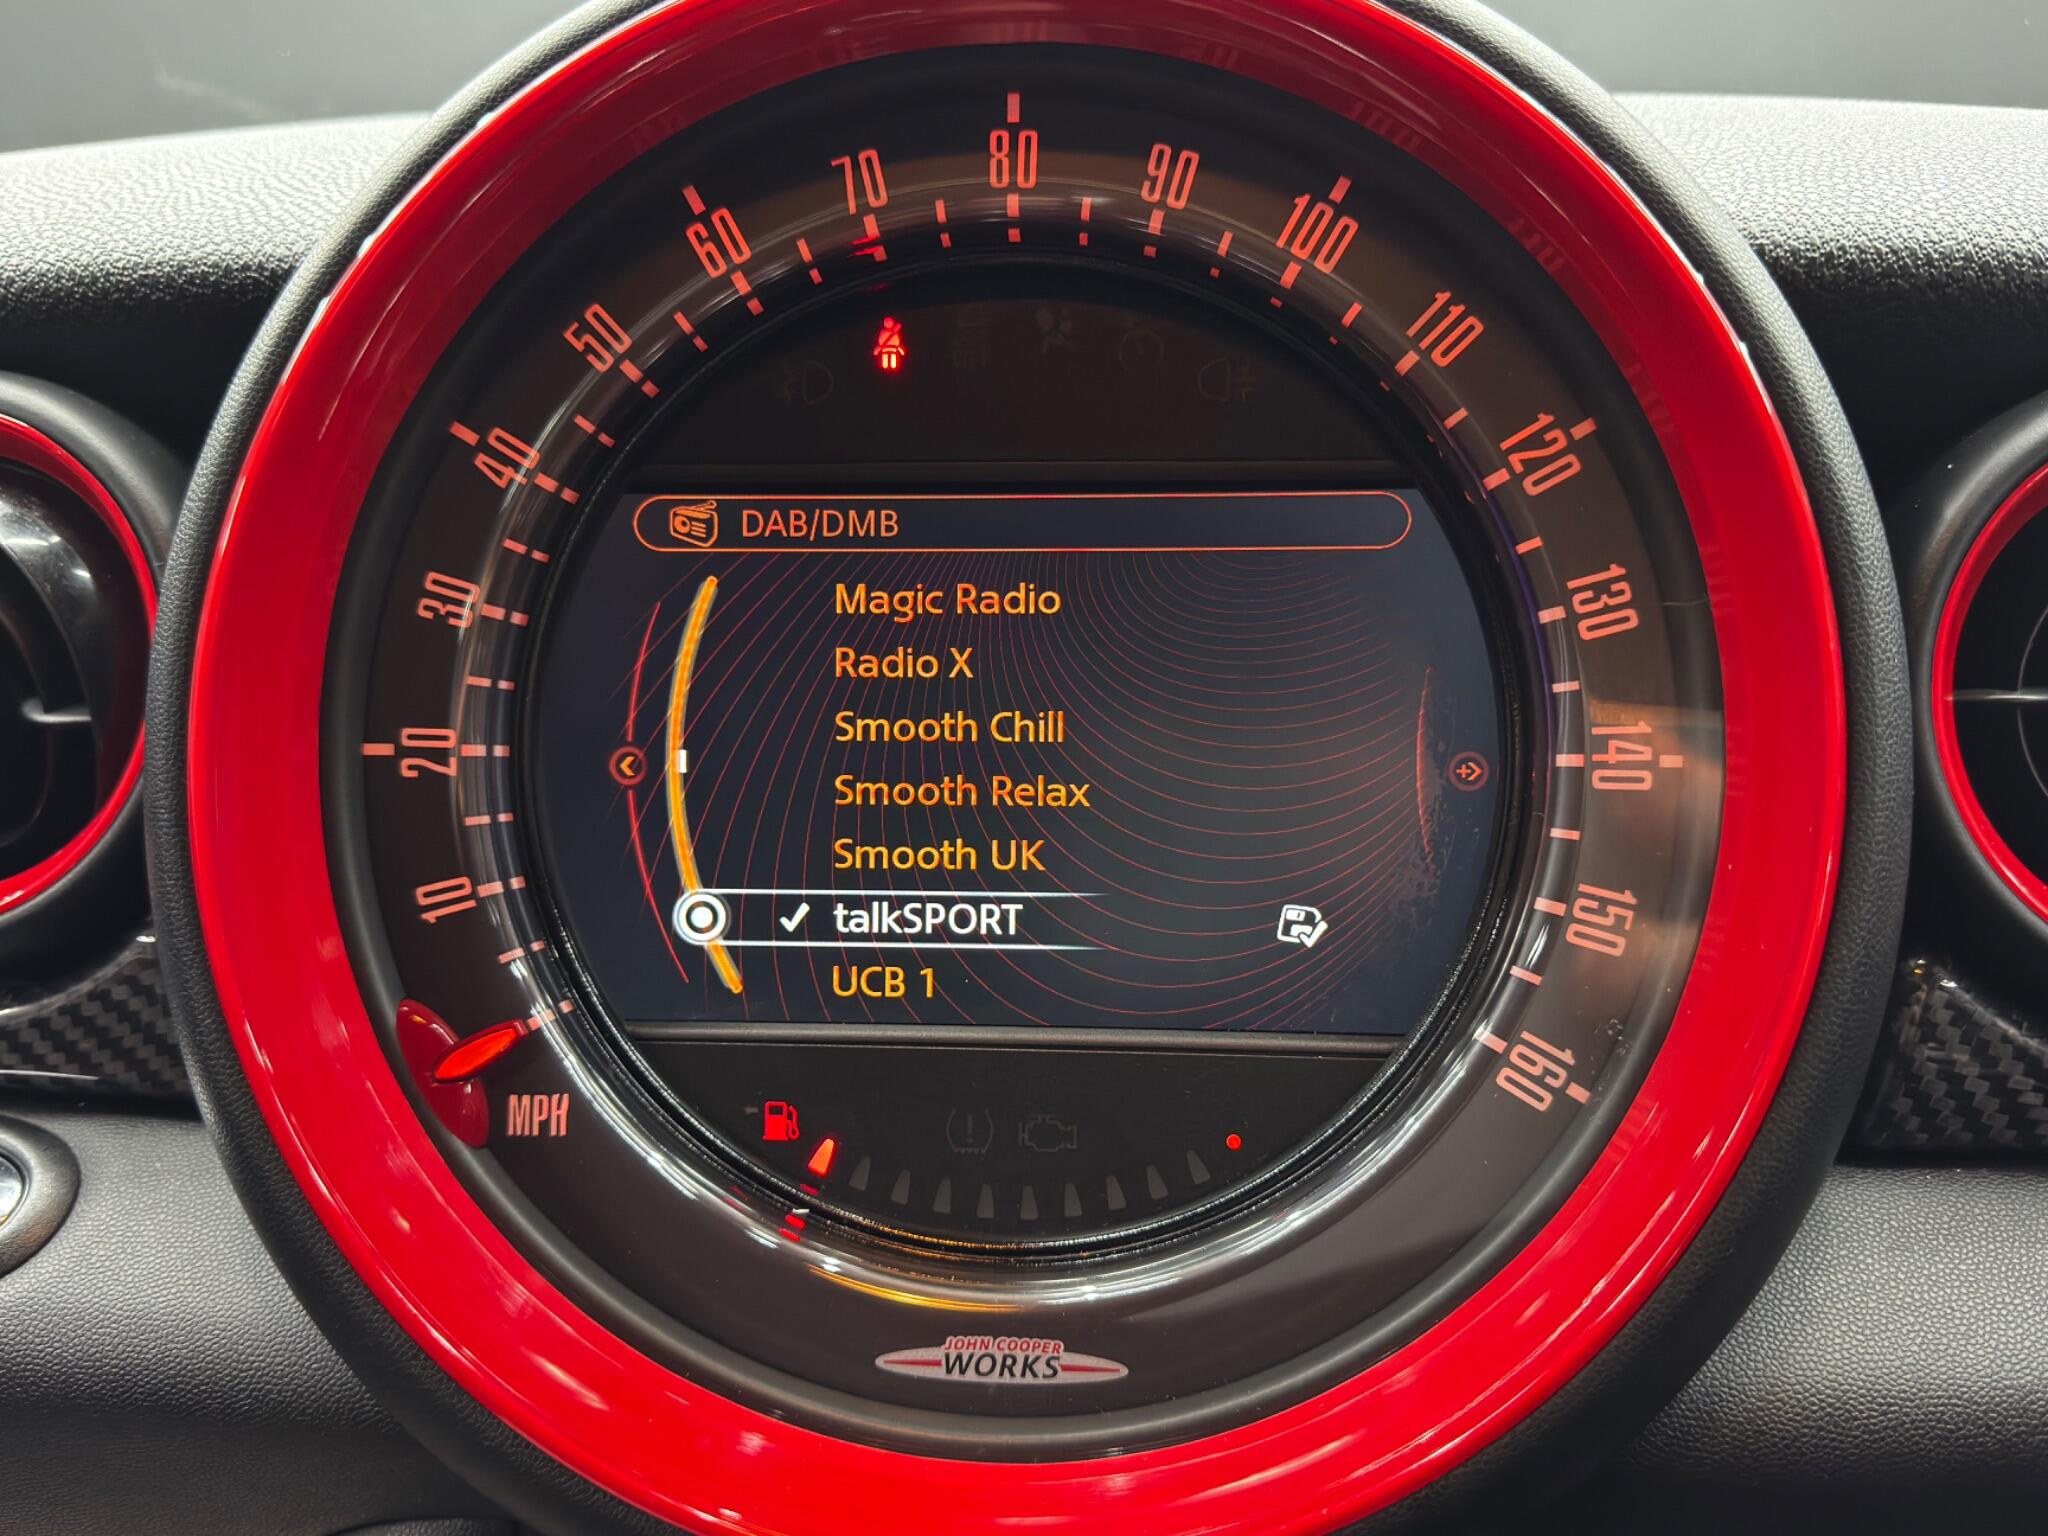 80
70
90
60
100
50
110
40
120
DAB/DMB
30
130
Magic Radio
Radio X
Smooth Chill
20
140
Smooth Relax
Smooth UK
10
150
talkSPORT
UCB 1
160
MPH
JOHN COOPER
WORKS